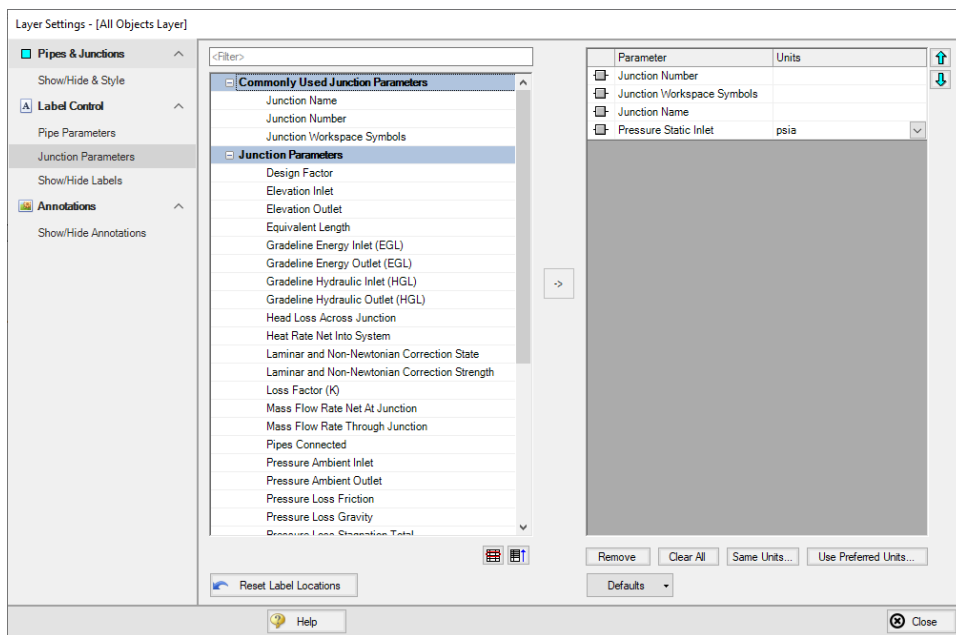 Layer Settings - [All Objects Layer]
Pipes & Junctions
Show/Hide & Style
A Label Control
Pipe Parameters
Junction Parameters
Show/Hide Labels
Annotations
Show/Hide Annotations
<Filter>
Commonly Used Junction Parameters
Junction Name
Junction Number
Junction Workspace Symbols
Junction Parameters
Design Factor
Elevation Inlet
Elevation Outlet
Equivalent Length
Gradeline Energy Inlet (EGL)
Gradeline Energy Outlet (EGL)
Gradeline Hydraulic Inlet (HGL)
Gradeline Hydraulic Outlet (HGL)
Head Loss Across Junction
Heat Rate Net Into System
Laminar and Non-Newtonian Correction State
Laminar and Non-Newtonian Correction Strength
Loss Factor (K)
Mass Flow Rate Net At Junction
Mass Flow Rate Through Junction
Pipes Connected
Pressure Ambient Inlet
Pressure Ambient Outlet
Pressure Loss Friction
Pressure Loss Gravity
Pressure Loss Stagnation Total
Reset Label Locations
->
Parameter Units
Junction Number
Junction Workspace Symbols
Junction Name
Pressure Static Inlet psia
Remove Clear All Same Units... Use Preferred Units...
Defaults
Help
Close